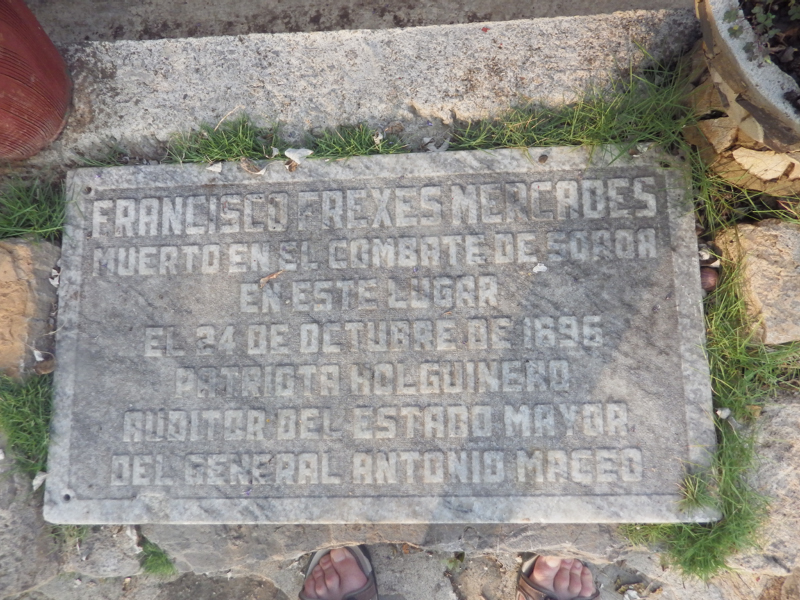 FRANCISCO FREXES MERCADES
MUERTO EN EL COMBATE DE SOROA
EN ESTE LUGAR
EL 24 DE OCTUBRE DE 1896
PATRIOTA HOLGUINERO
AUDITOR DEL ESTADO MAYOR
DEL GENERAL ANTONIO MACEO